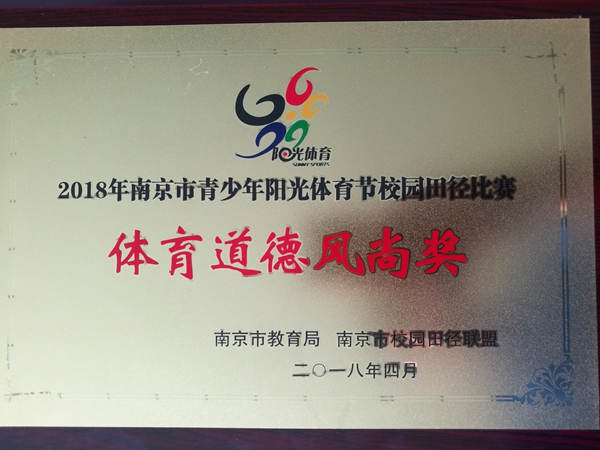 阳光体育
SUNNY SPORTS
2018年南京市青少年阳光体育节校园田径比赛
体育道德风尚奖
南京市教育局 南京市校园田径联盟
二〇一八年四月